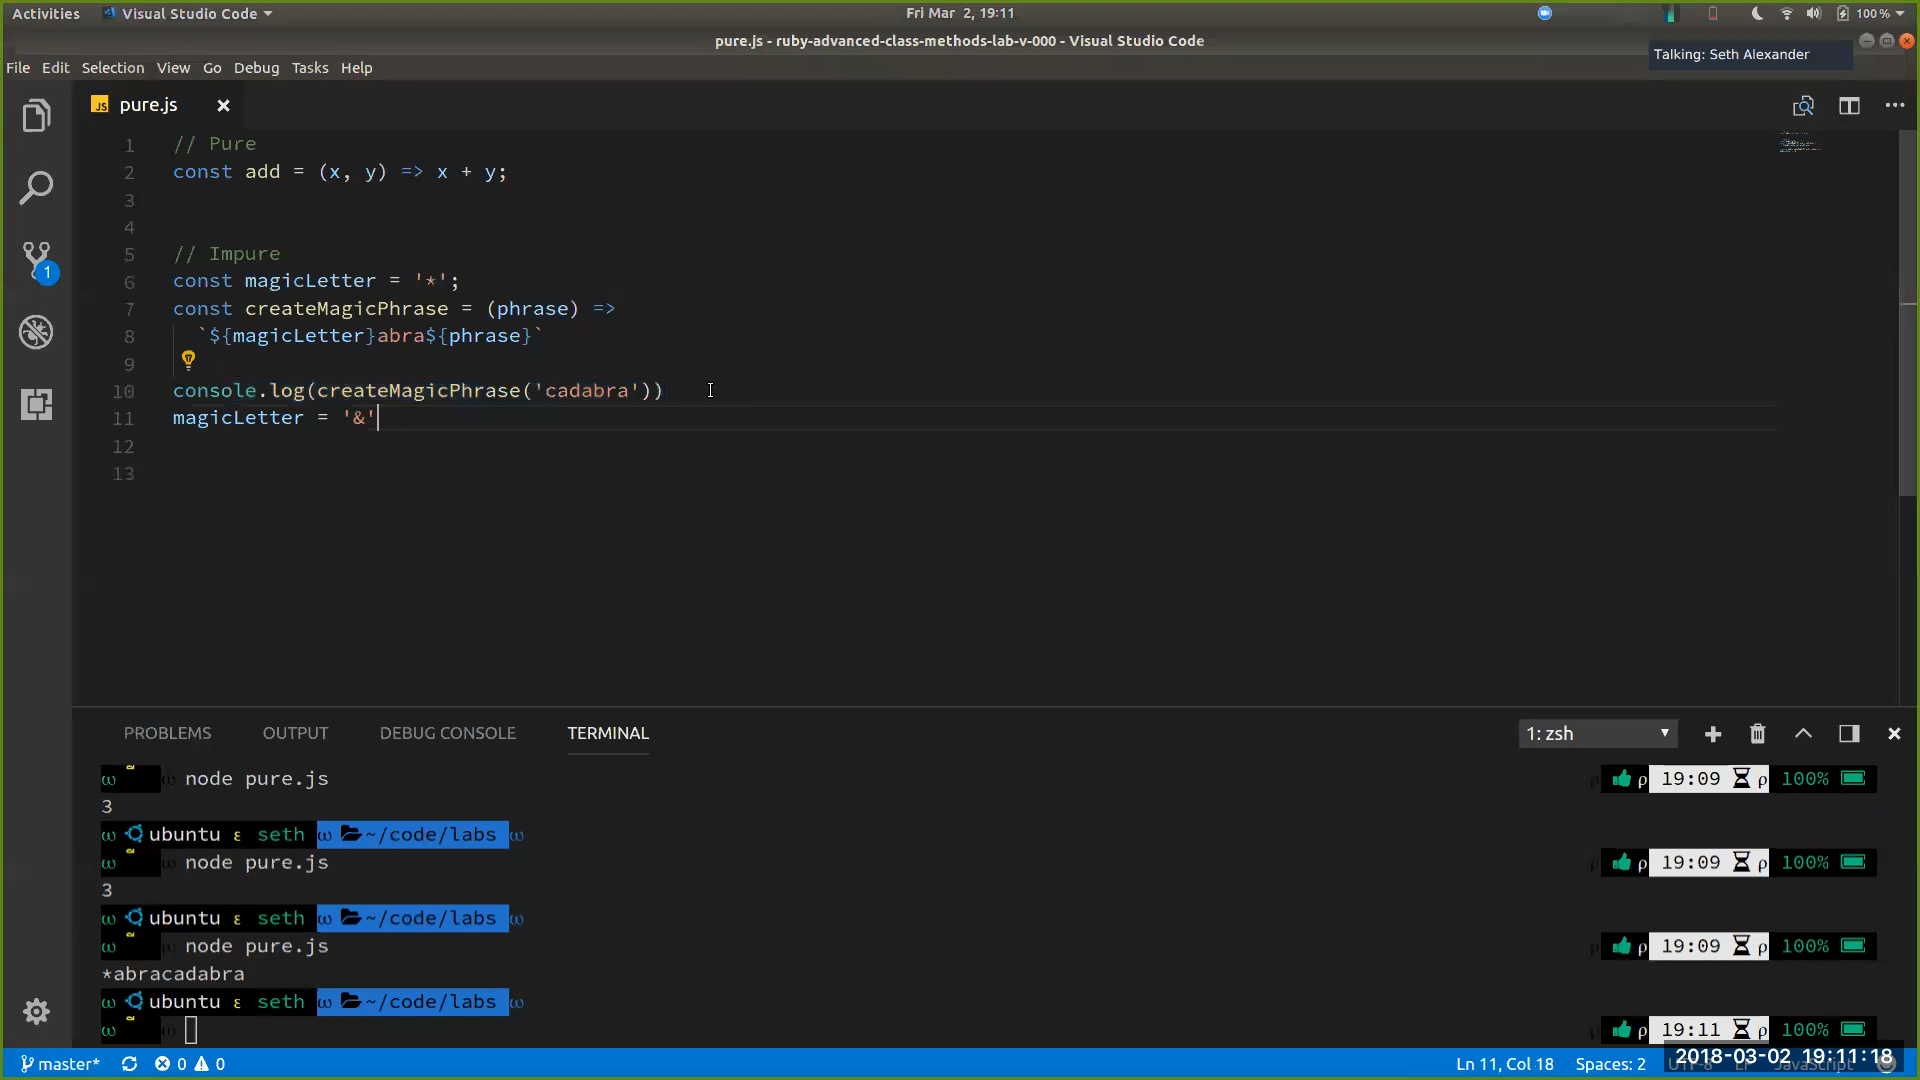 Activities Visual Studio Code Fri Mar 2, 19:11 100 %
pure.js - ruby-advanced-class-methods-lab-v-000 - Visual Studio Code
Talking: Seth Alexander
File Edit Selection View Go Debug Tasks Help
JS pure.js
1 // Pure
2 const add = (x, y) => x + y;
3
4
5 // Impure
6 const magicLetter = '*';
7 const createMagicPhrase = (phrase) =>
8 `${magicLetter}abra${phrase}`
9
10 console.log(createMagicPhrase('cadabra'))
11 magicLetter = '&'
12
13
1
PROBLEMS OUTPUT DEBUG CONSOLE TERMINAL 1: zsh
ω ω node pure.js ρ 19:09 ρ 100%
3
ω ubuntu ε seth ω ~/code/labs ω
ω ω node pure.js ρ 19:09 ρ 100%
3
ω ubuntu ε seth ω ~/code/labs ω
ω ω node pure.js ρ 19:09 ρ 100%
*abracadabra
ω ubuntu ε seth ω ~/code/labs ω
ω ω ρ 19:11 ρ 100%
master* 0 0 Ln 11, Col 18 Spaces: 2 UTF-8 LF JavaScript
2018-03-02 19:11:18